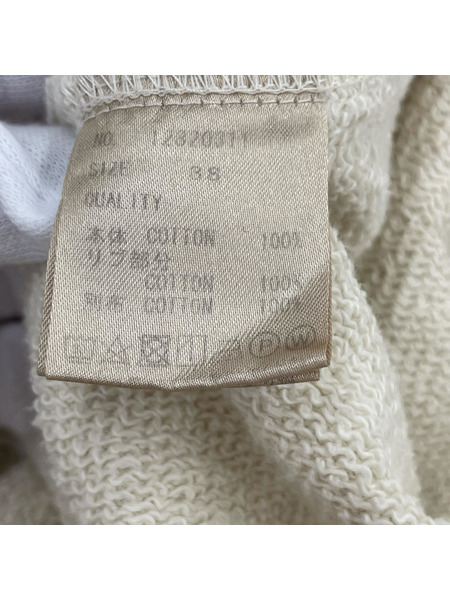 NO. 12320311
SIZE 38
QUALITY
本体 COTTON 100%
リブ部分
COTTON 100%
別布 COTTON 100%
P W